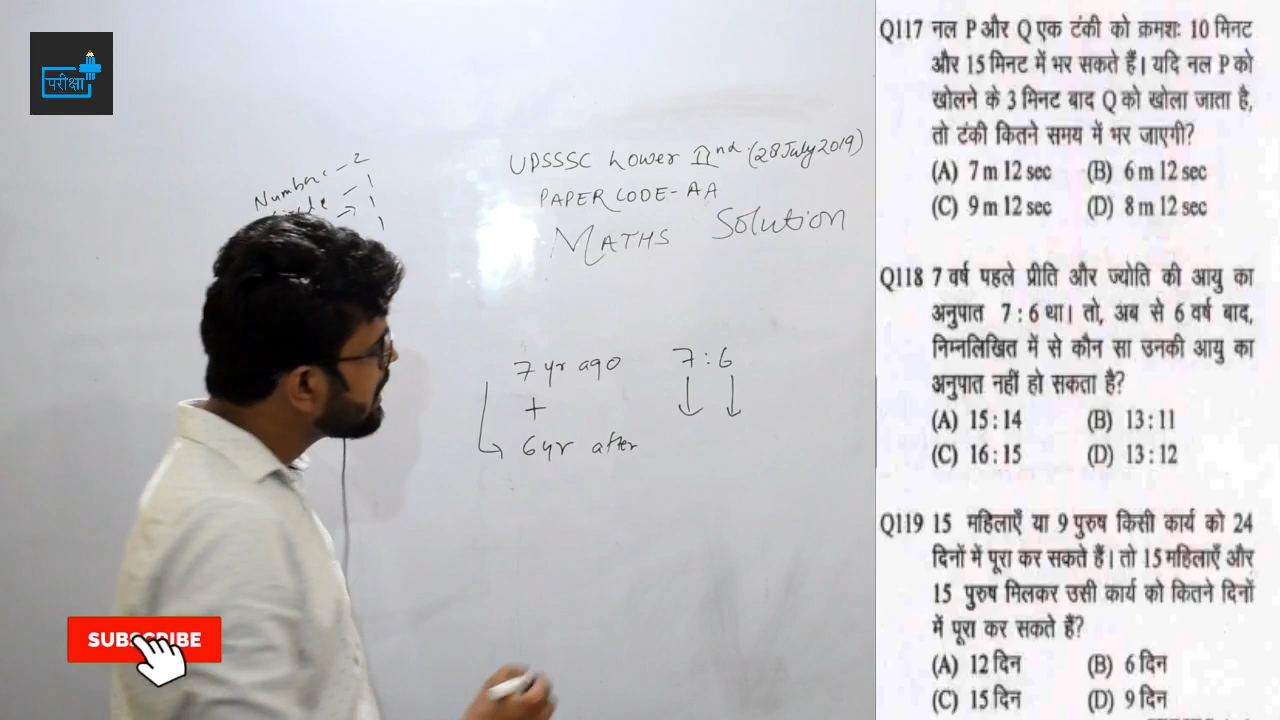 परीक्षा
Number - 2
UPSSSC Lower IInd (28 July 2019)
PAPER CODE - AA
MATHS Solution
7 yr ago 7 : 6
+
6 yr after
SUBSCRIBE
Q117 नल P और Q एक टंकी को क्रमशः 10 मिनट
और 15 मिनट में भर सकते हैं। यदि नल P को
खोलने के 3 मिनट बाद Q को खोला जाता है,
तो टंकी कितने समय में भर जाएगी?
(A) 7 m 12 sec (B) 6 m 12 sec
(C) 9 m 12 sec (D) 8 m 12 sec
Q118 7 वर्ष पहले प्रीति और ज्योति की आयु का
अनुपात 7 : 6 था। तो, अब से 6 वर्ष बाद,
निम्नलिखित में से कौन सा उनकी आयु का
अनुपात नहीं हो सकता है?
(A) 15 : 14 (B) 13 : 11
(C) 16 : 15 (D) 13 : 12
Q119 15 महिलाएँ या 9 पुरुष किसी कार्य को 24
दिनों में पूरा कर सकते हैं। तो 15 महिलाएँ और
15 पुरुष मिलकर उसी कार्य को कितने दिनों
में पूरा कर सकते हैं?
(A) 12 दिन (B) 6 दिन
(C) 15 दिन (D) 9 दिन